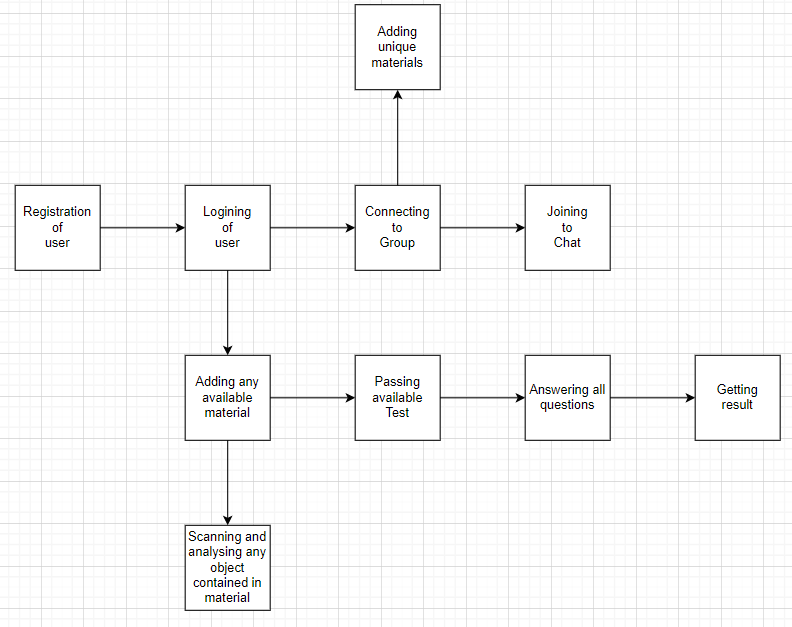 Adding
unique
materials
Registration
of
user
Logining
of
user
Connecting
to
Group
Joining
to
Chat
Adding any
available
material
Passing
available
Test
Answering all
questions
Getting
result
Scanning and
analysing any
object
contained in
material